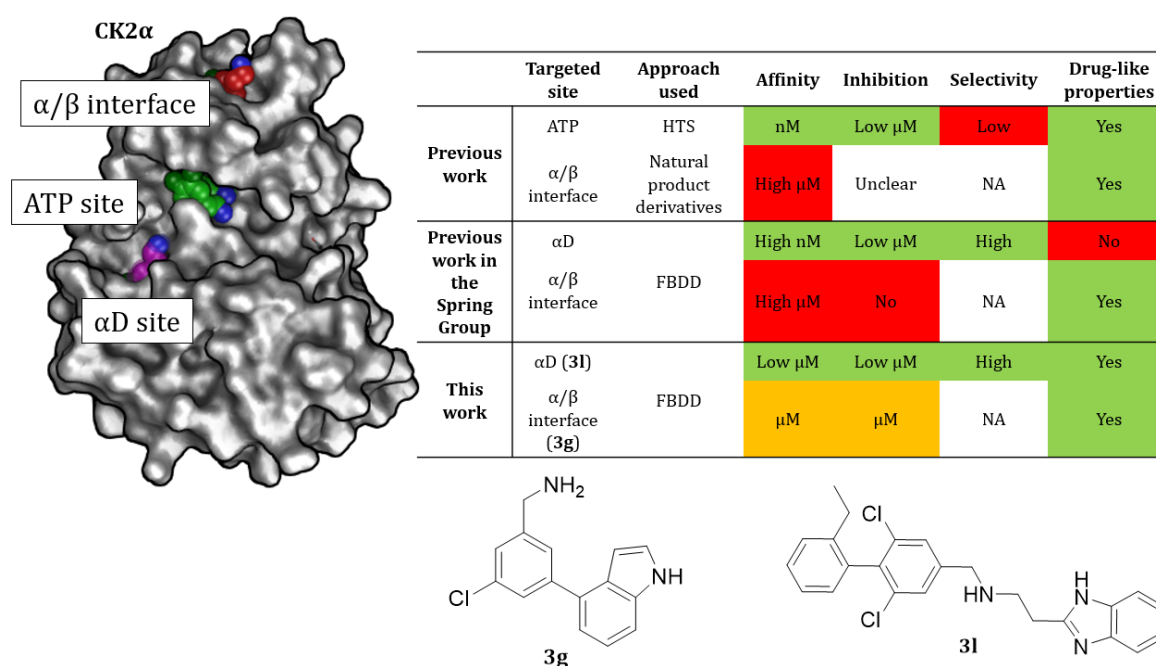 CK2α
α/β interface
ATP site
αD site
Targeted site
Approach used
Affinity
Inhibition
Selectivity
Drug-like properties
Previous work
ATP
HTS
nM
Low μM
Low
Yes
α/β interface
Natural product derivatives
High μM
Unclear
NA
Yes
Previous work in the Spring Group
αD
FBDD
High nM
Low μM
High
No
α/β interface
High μM
No
NA
Yes
This work
αD (3l)
FBDD
Low μM
Low μM
High
Yes
α/β interface (3g)
μM
μM
NA
Yes
NH2
Cl
NH
3g
Cl
Cl
HN
H
N
N
3l